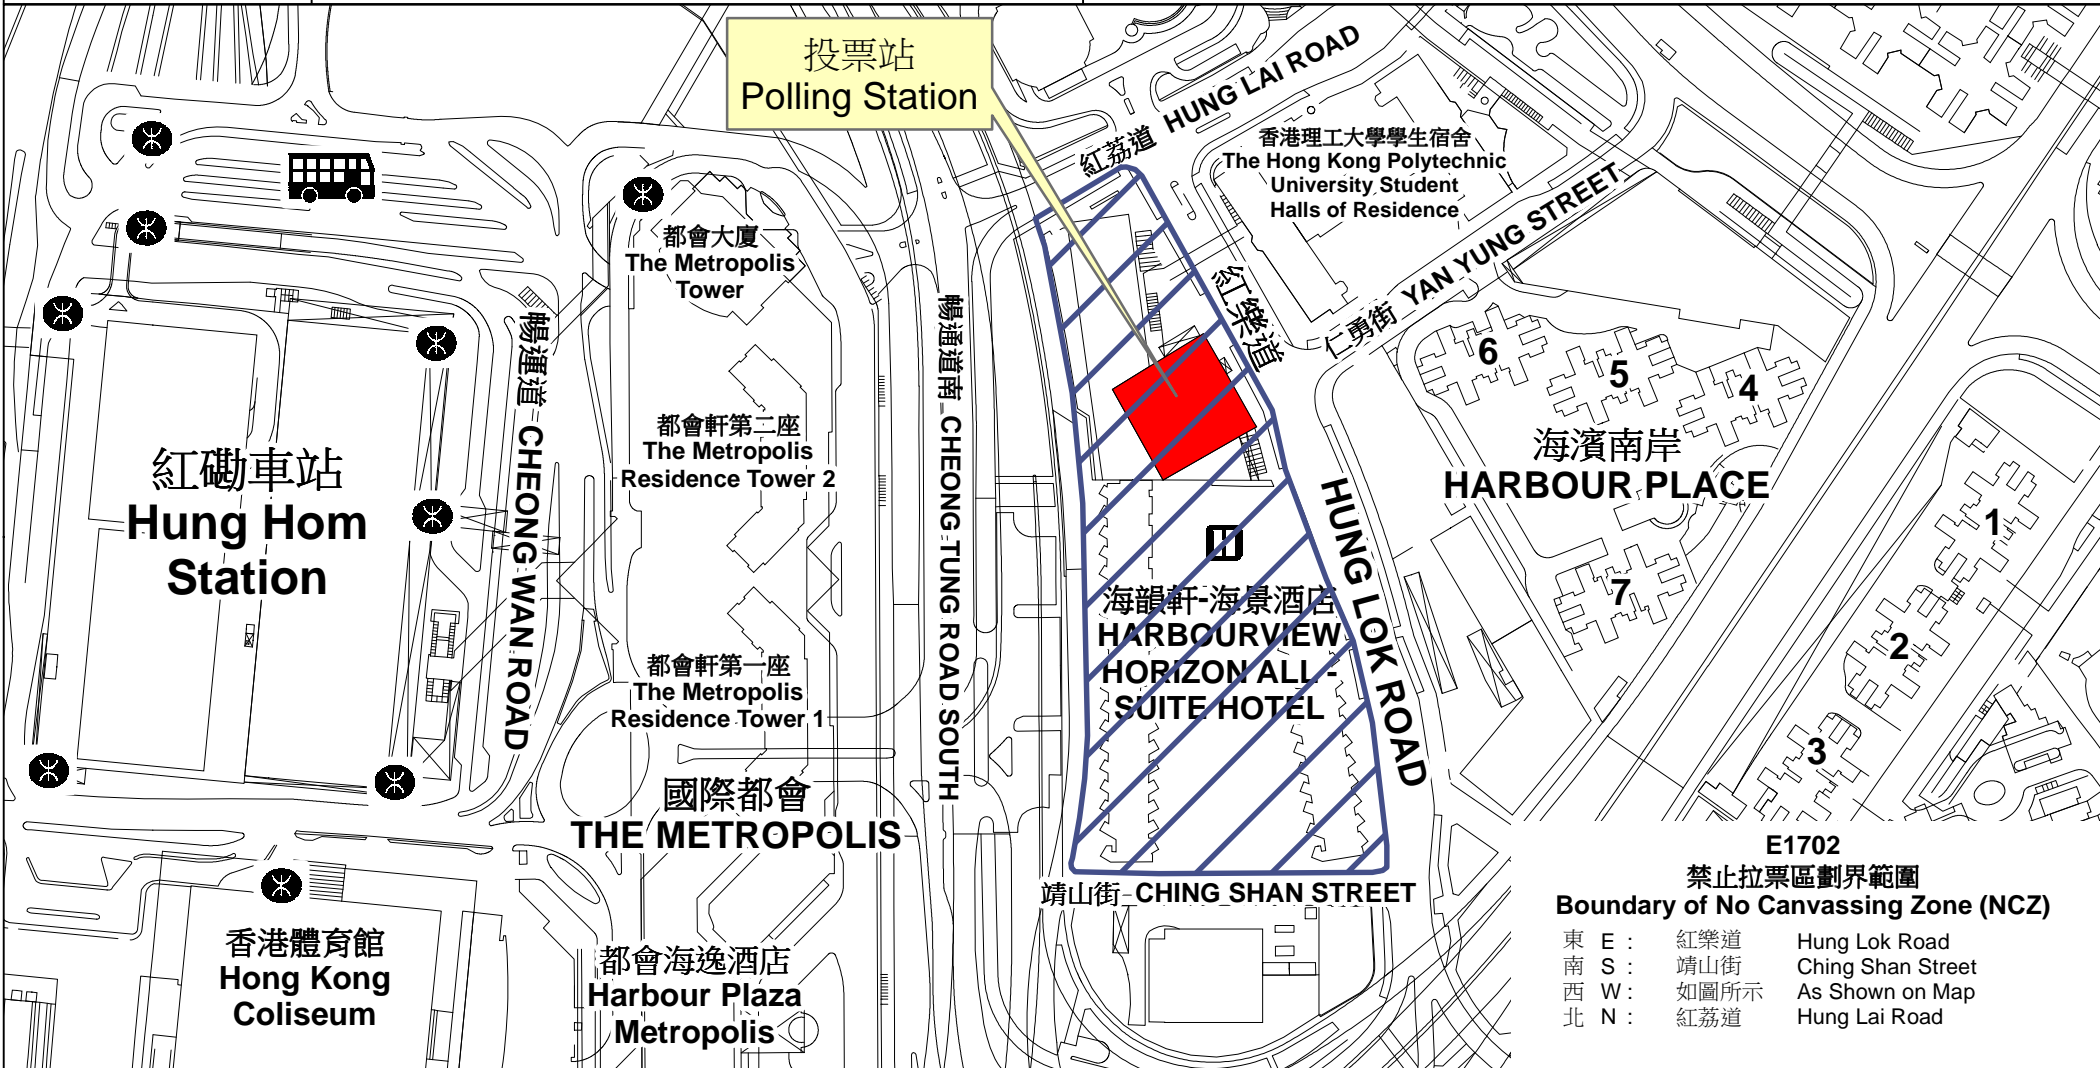 投票站
Polling Station
紅荔道 HUNG LAI ROAD
香港理工大學學生宿舍
The Hong Kong Polytechnic
University Student
Halls of Residence
仁勇街 YAN YUNG STREET
都會大廈
The Metropolis
Tower
紅樂道
HUNG LOK ROAD
暢運道 CHEONG WAN ROAD
暢通道南 CHEONG TUNG ROAD SOUTH
都會軒第二座
The Metropolis
Residence Tower 2
紅磡車站
Hung Hom
Station
6
5
4
海濱南岸
HARBOUR PLACE
1
7
2
3
H
海韻軒-海景酒店
HARBOURVIEW
HORIZON ALL -
SUITE HOTEL
都會軒第一座
The Metropolis
Residence Tower 1
國際都會
THE METROPOLIS
靖山街 CHING SHAN STREET
香港體育館
Hong Kong
Coliseum
都會海逸酒店
Harbour Plaza
Metropolis
E1702
禁止拉票區劃界範圍
Boundary of No Canvassing Zone (NCZ)
東 E : 紅樂道 Hung Lok Road
南 S : 靖山街 Ching Shan Street
西 W : 如圖所示 As Shown on Map
北 N : 紅荔道 Hung Lai Road